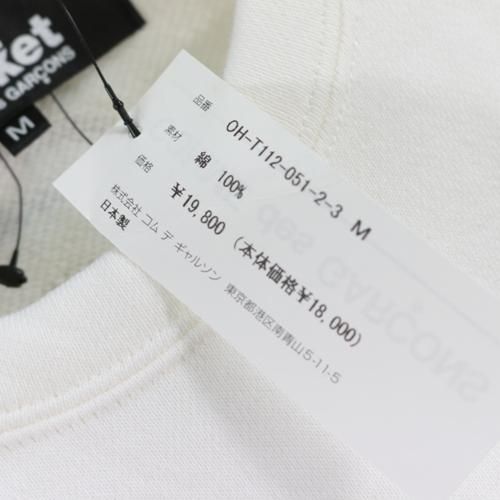 ket
GARÇONS
M
品番 OH-T112-051-2-3 M
素材 綿 100%
価格 ¥19,800 (本体価格¥18,000)
株式会社 コム デ ギャルソン 東京都港区南青山5-11-5
日本製
des GARCONS